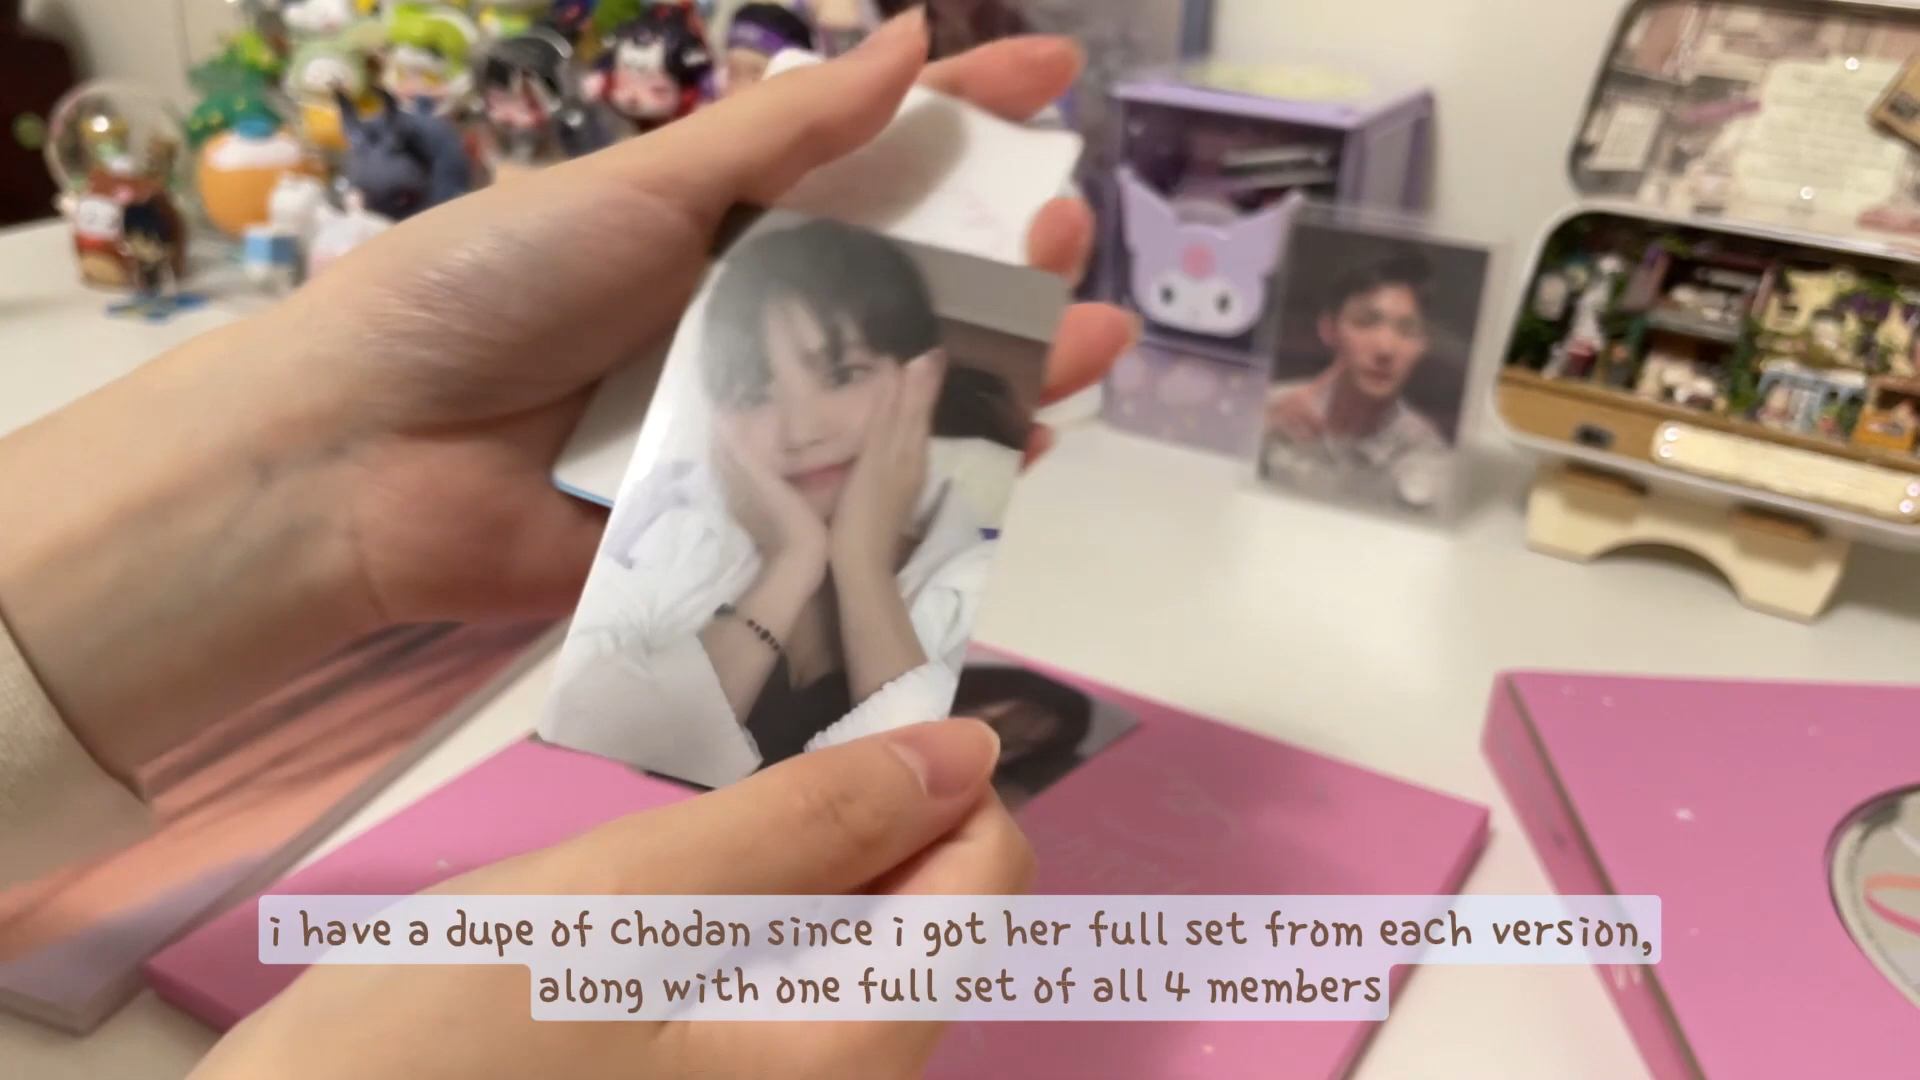 i have a dupe of chodan since i got her full set from each version,
along with one full set of all 4 members